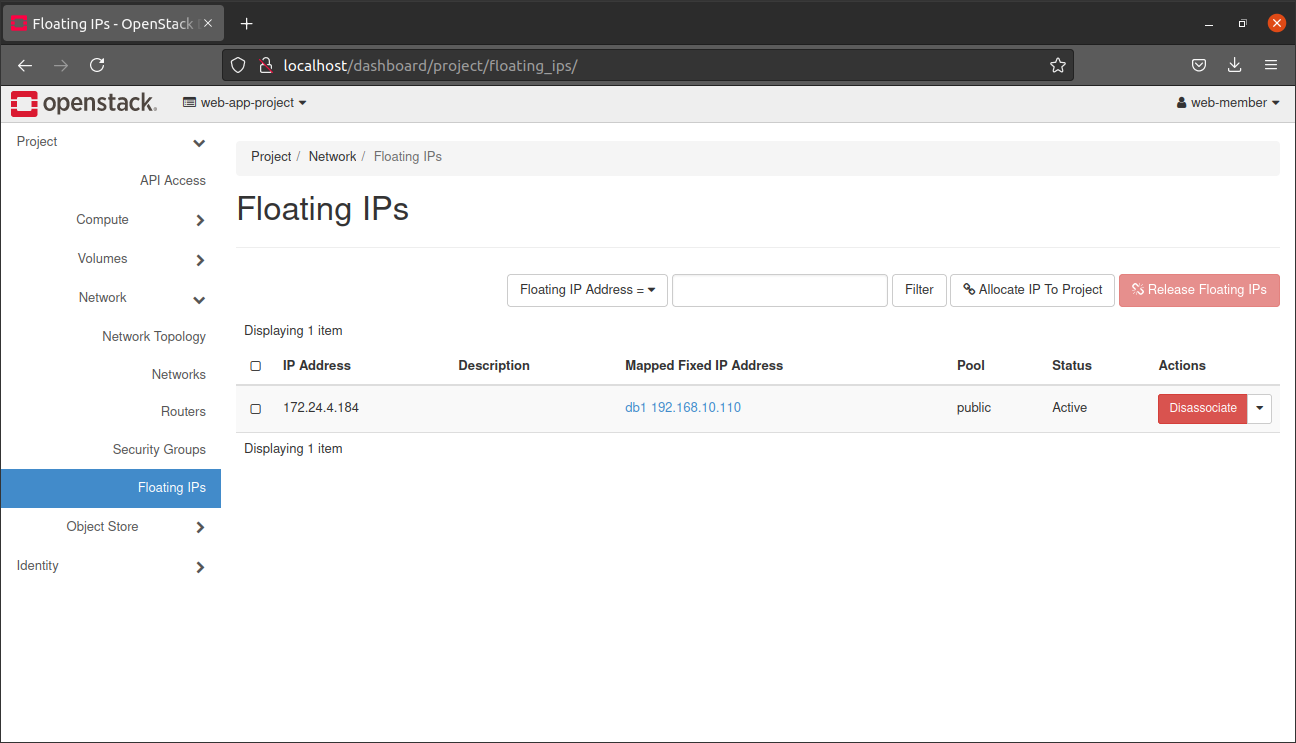 Floating IPs - OpenStack
localhost/dashboard/project/floating_ips/
openstack. web-app-project web-member
Project
API Access
Compute
Volumes
Network
Network Topology
Networks
Routers
Security Groups
Floating IPs
Object Store
Identity
Project / Network / Floating IPs
Floating IPs
Floating IP Address = Filter Allocate IP To Project Release Floating IPs
Displaying 1 item
IP Address Description Mapped Fixed IP Address Pool Status Actions
172.24.4.184 db1 192.168.10.110 public Active Disassociate
Displaying 1 item